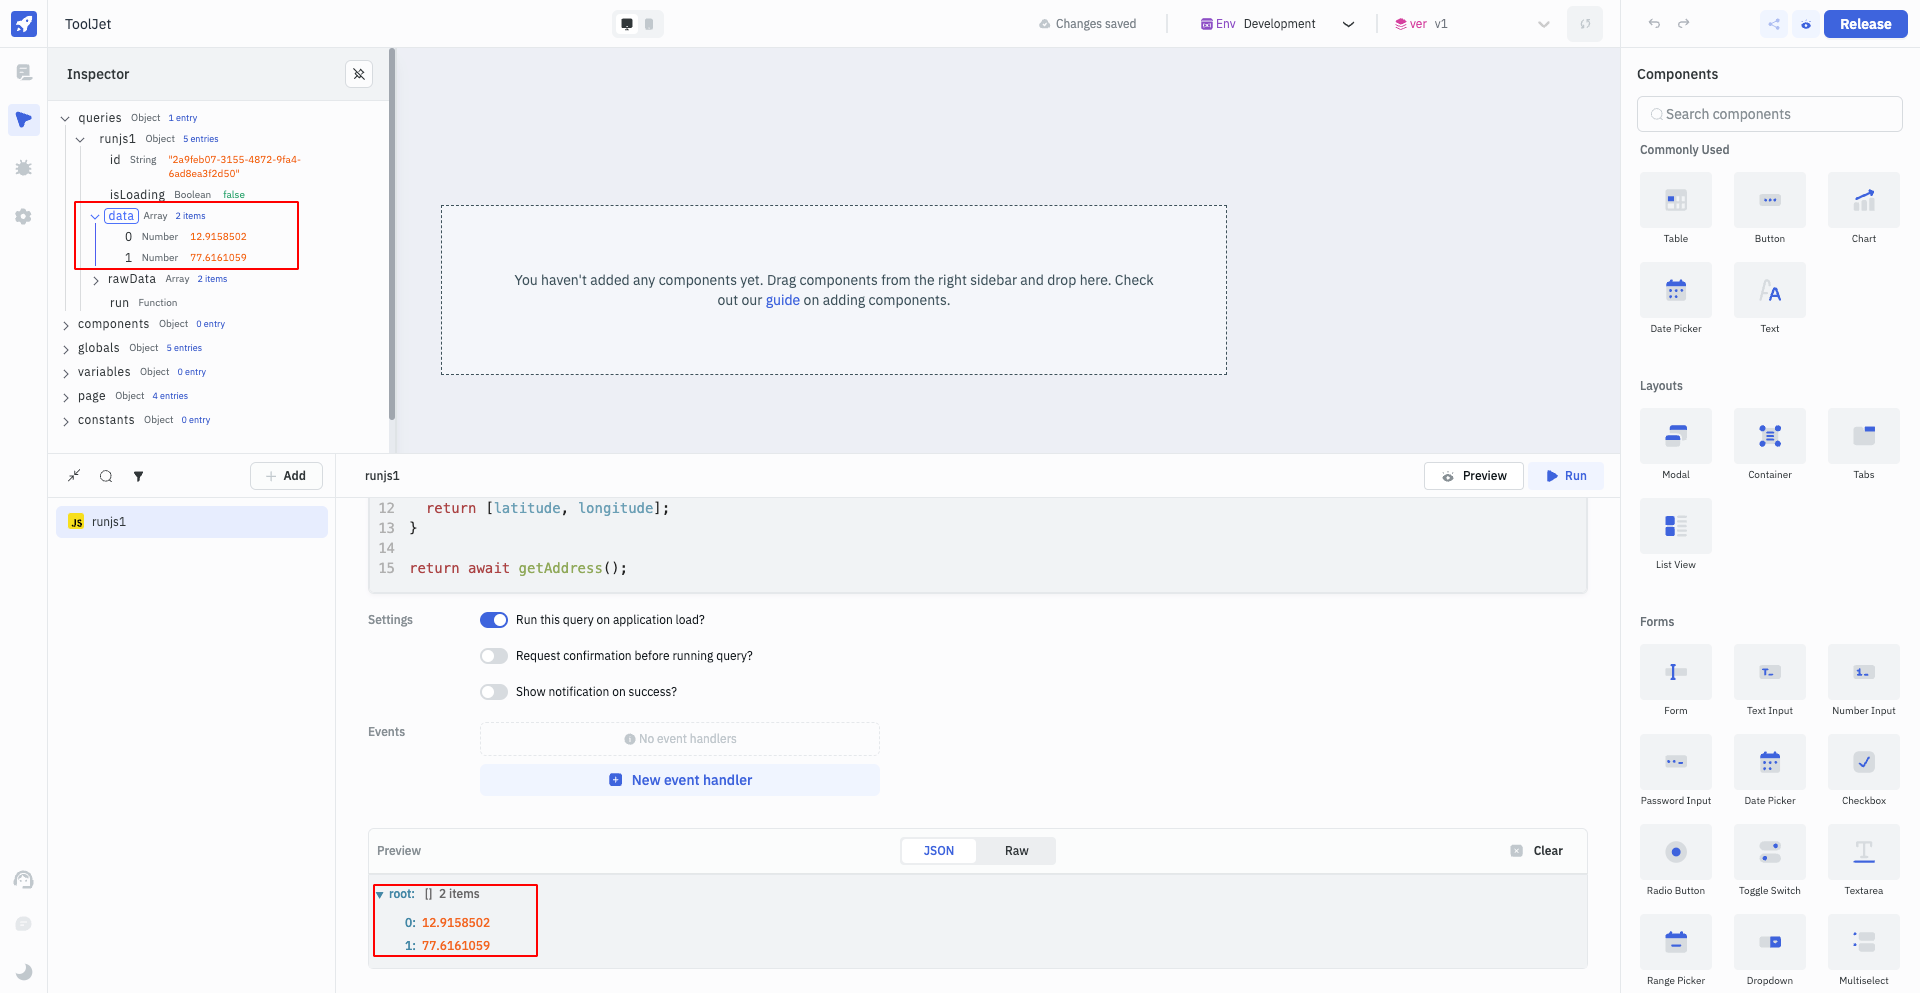 ToolJet
Changes saved
Env Development
ver v1
Release
Inspector
queries Object 1 entry
runjs1 Object 5 entries
id String "2a9feb07-3155-4872-9fa4-
6ad8ea3f2d50"
isLoading Boolean false
data Array 2 items
0 Number 12.9158502
1 Number 77.6161059
rawData Array 2 items
run Function
components Object 0 entry
globals Object 5 entries
variables Object 0 entry
page Object 4 entries
constants Object 0 entry
You haven't added any components yet. Drag components from the right sidebar and drop here. Check
out our guide on adding components.
Add
JS runjs1
runjs1
Preview
Run
12 return [latitude, longitude];
13 }
14
15 return await getAddress();
Settings
Run this query on application load?
Request confirmation before running query?
Show notification on success?
Events
No event handlers
New event handler
Preview
JSON
Raw
Clear
root: [] 2 items
0: 12.9158502
1: 77.6161059
Components
Search components
Commonly Used
Table
Button
Chart
Date Picker
Text
Layouts
Modal
Container
Tabs
List View
Forms
Form
Text Input
Number Input
Password Input
Date Picker
Checkbox
Radio Button
Toggle Switch
Textarea
Range Picker
Dropdown
Multiselect